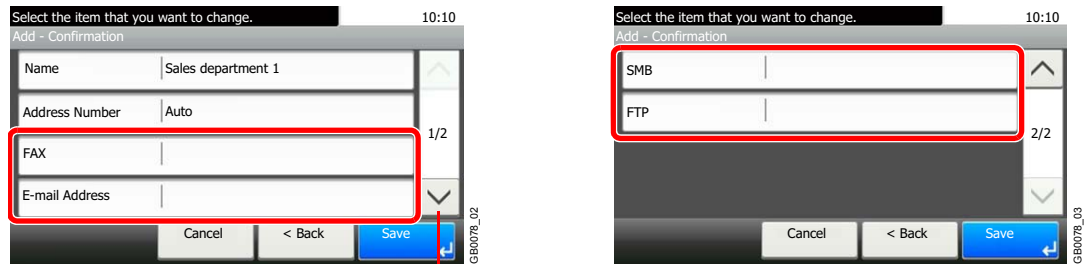 Select the item that you want to change. 10:10
Add - Confirmation
Name Sales department 1
Address Number Auto
1/2
FAX
E-mail Address
Cancel < Back Save
GB0078_02
Select the item that you want to change. 10:10
Add - Confirmation
SMB
FTP
2/2
Cancel < Back Save
GB0078_03